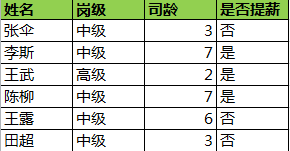 姓名 岗级 司龄 是否提薪
张伞 中级 3 否
李斯 中级 7 是
王武 高级 2 是
陈柳 中级 7 是
王露 中级 6 否
田超 中级 3 否